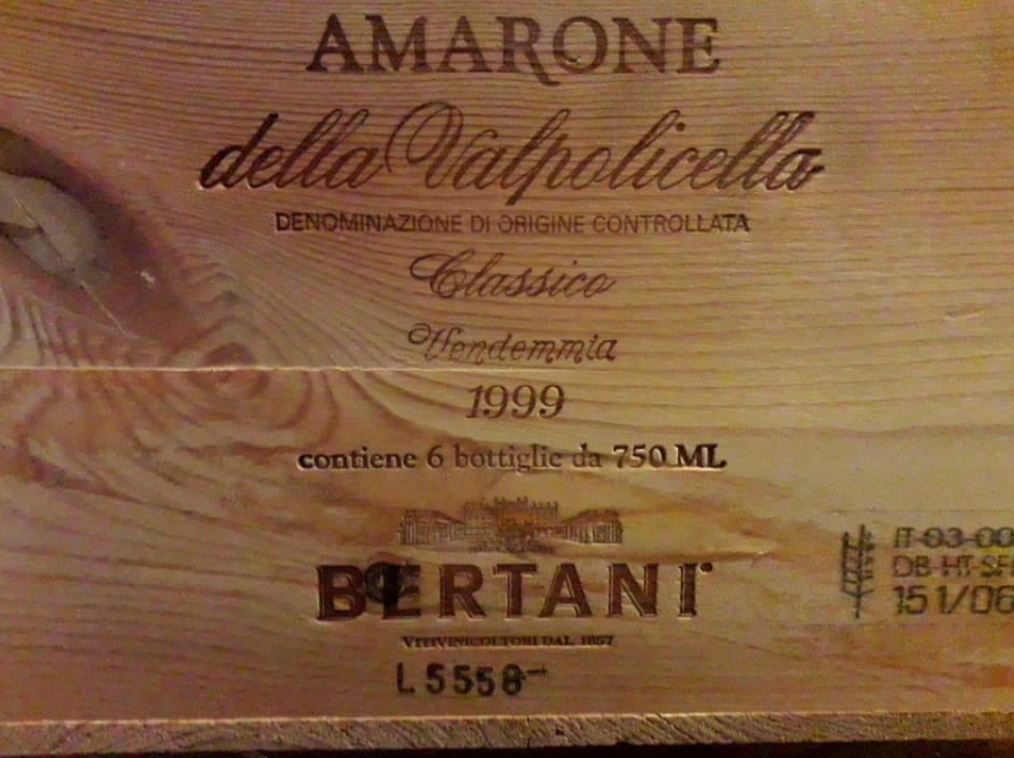 AMARONE
della Valpolicella
DENOMINAZIONE DI ORIGINE CONTROLLATA
Classico
Vendemmia
1999
contiene 6 bottiglie da 750 ML
BERTANI
VITIVINICOLTORI DAL 1857
L 5558
IT-03-00
DB-HT-
151/06